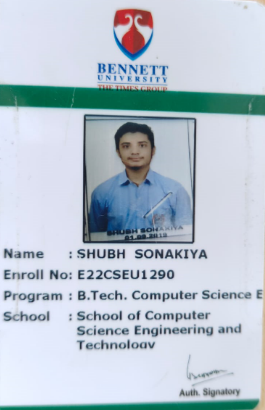 BENNETT
UNIVERSITY
THE TIMES GROUP
SHUBH SONAKIYA
Name : SHUBH SONAKIYA
Enroll No: E22CSEU1290
Program : B.Tech. Computer Science E
School : School of Computer
Science Engineering and
Technology
Auth. Signatory